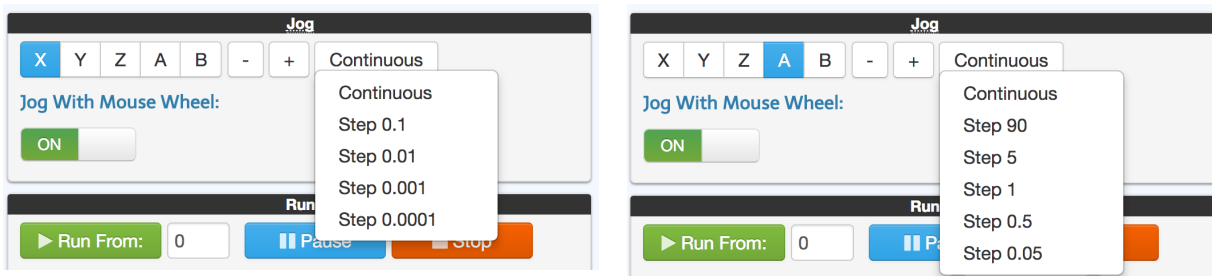 Jog
X Y Z A B - + Continuous
Continuous
Jog With Mouse Wheel:
Step 0.1
ON
Step 0.01
Step 0.001
Step 0.0001
Run
Run From: 0 Pause Stop
Jog
X Y Z A B - + Continuous
Continuous
Jog With Mouse Wheel:
Step 90
ON
Step 5
Step 1
Step 0.5
Step 0.05
Run
Run From: 0